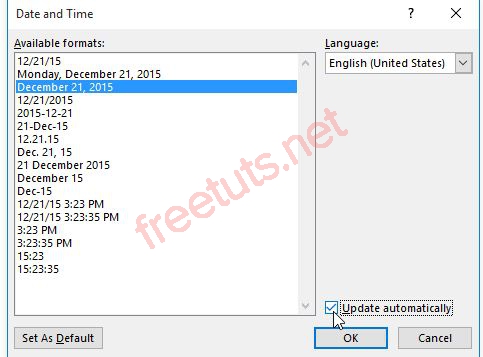 Date and Time
?
Available formats:
Language:
12/21/15
Monday, December 21, 2015
December 21, 2015
12/21/2015
2015-12-21
21-Dec-15
12.21.15
Dec. 21, 15
21 December 2015
December 15
Dec-15
12/21/15 3:23 PM
12/21/15 3:23:35 PM
3:23 PM
3:23:35 PM
15:23
15:23:35
English (United States)
freetuts.net
Update automatically
Set As Default
OK
Cancel